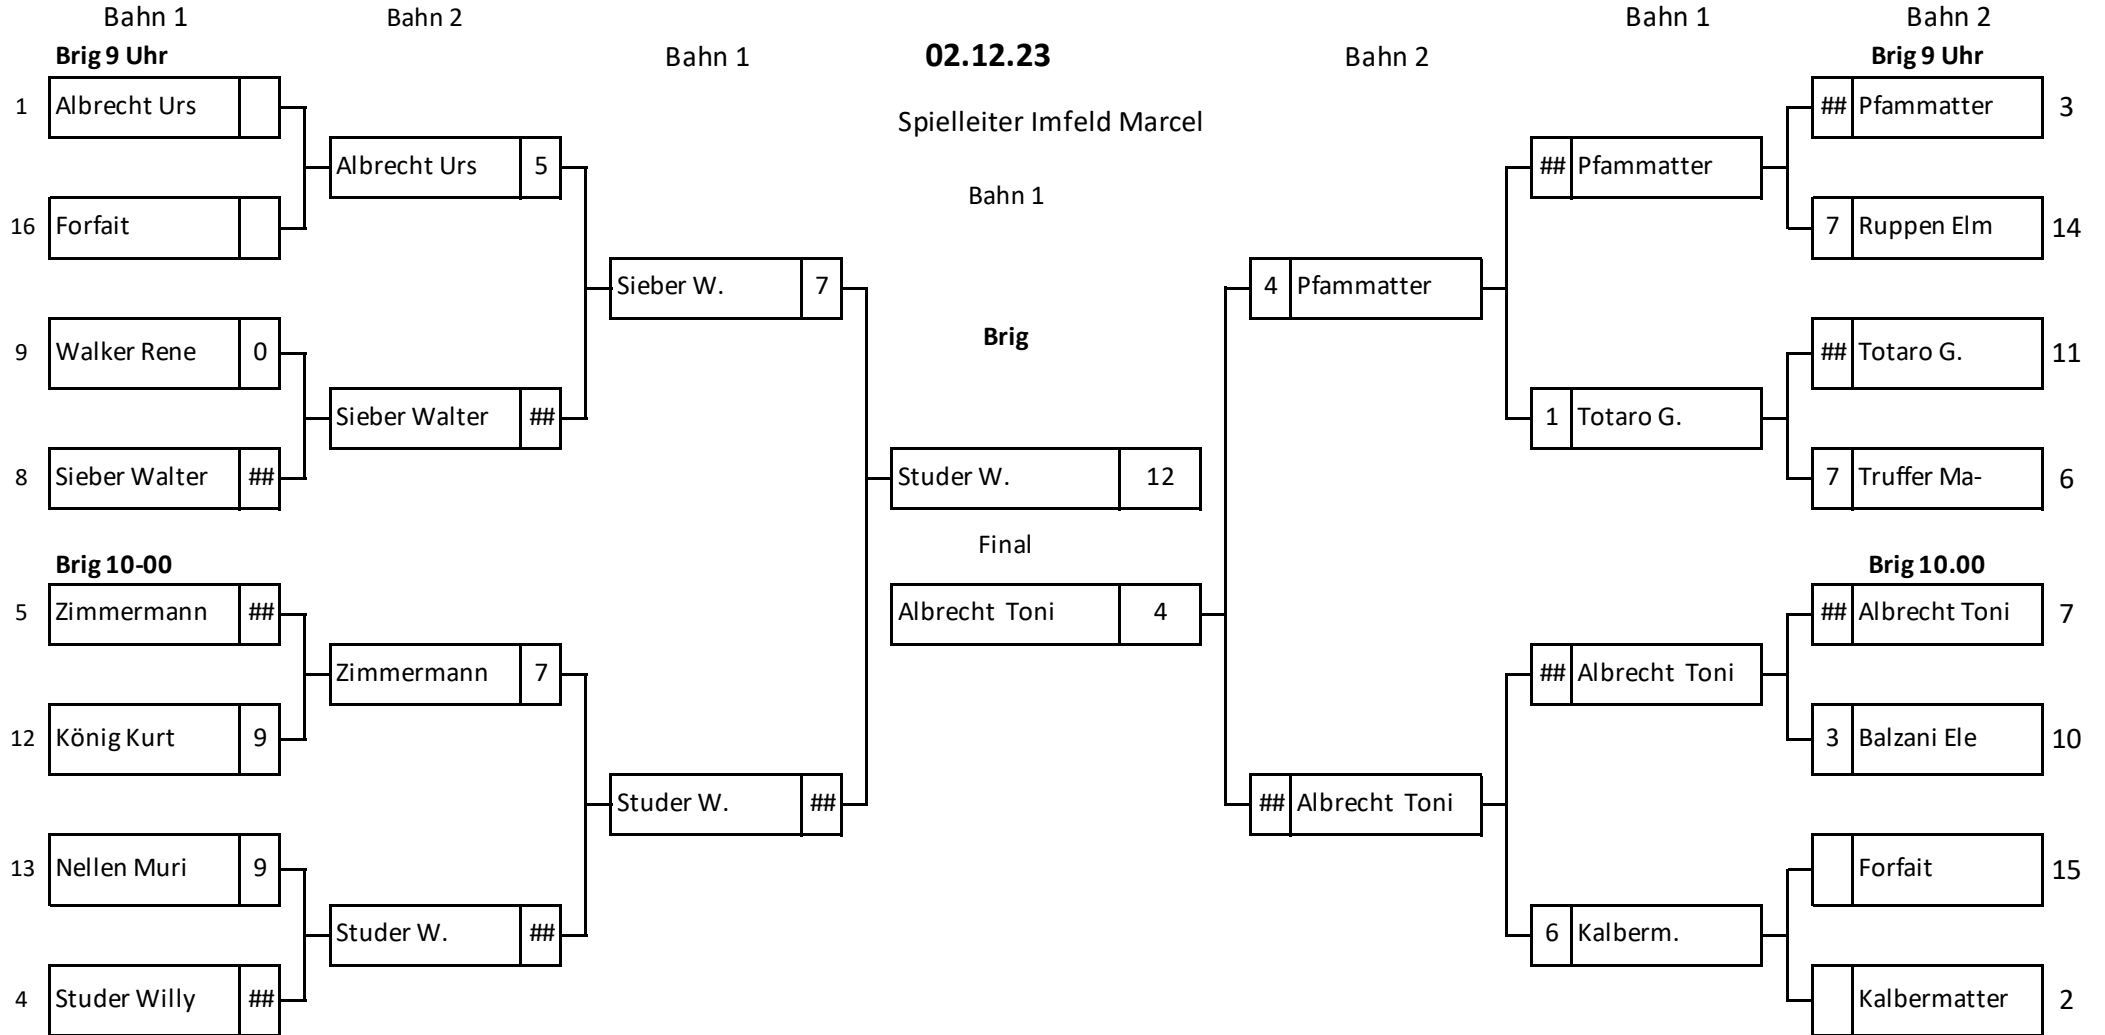 Bahn 1
Bahn 2
Bahn 1
Bahn 2
Brig 9 Uhr
Bahn 1
02.12.23
Bahn 2
Brig 9 Uhr
1 Albrecht Urs
## Pfammatter 3
Spielleiter Imfeld Marcel
Albrecht Urs 5
## Pfammatter
Bahn 1
16 Forfait
7 Ruppen Elm 14
Sieber W. 7
4 Pfammatter
Brig
9 Walker Rene 0
## Totaro G. 11
Sieber Walter ##
1 Totaro G.
8 Sieber Walter ##
Studer W. 12
7 Truffer Ma- 6
Final
Brig 10-00
Brig 10.00
5 Zimmermann ##
Albrecht Toni 4
## Albrecht Toni 7
Zimmermann 7
## Albrecht Toni
12 König Kurt 9
3 Balzani Ele 10
Studer W. ##
## Albrecht Toni
13 Nellen Muri 9
Forfait 15
Studer W. ##
6 Kalberm.
4 Studer Willy ##
Kalbermatter 2